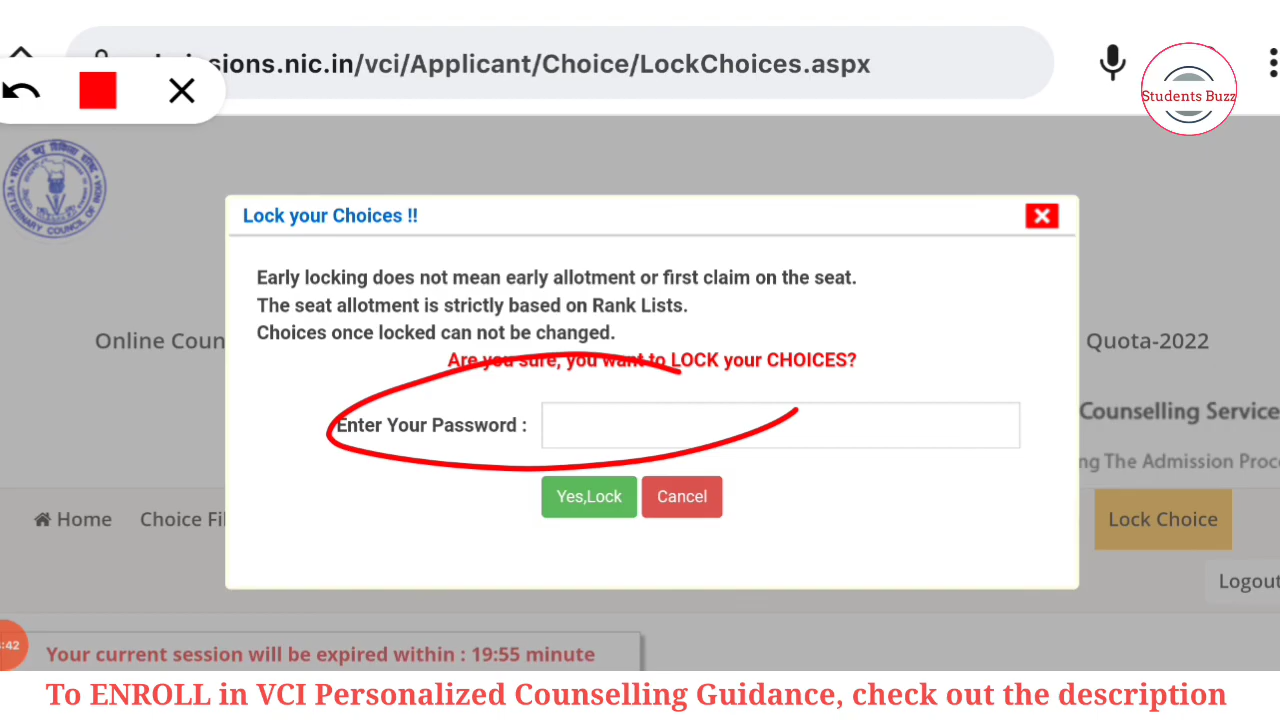 sions.nic.in/vci/Applicant/Choice/LockChoices.aspx
Students Buzz
VETERINARY COUNCIL OF INDIA
Lock your Choices !!
Early locking does not mean early allotment or first claim on the seat.
The seat allotment is strictly based on Rank Lists.
Choices once locked can not be changed.
Are you sure, you want to LOCK your CHOICES?
Online Coun
Quota-2022
Counselling Service
Enter Your Password :
ng The Admission Proc
Yes,Lock Cancel
Home Choice Fil
Lock Choice
Logout
:42
Your current session will be expired within : 19:55 minute
To ENROLL in VCI Personalized Counselling Guidance, check out the description